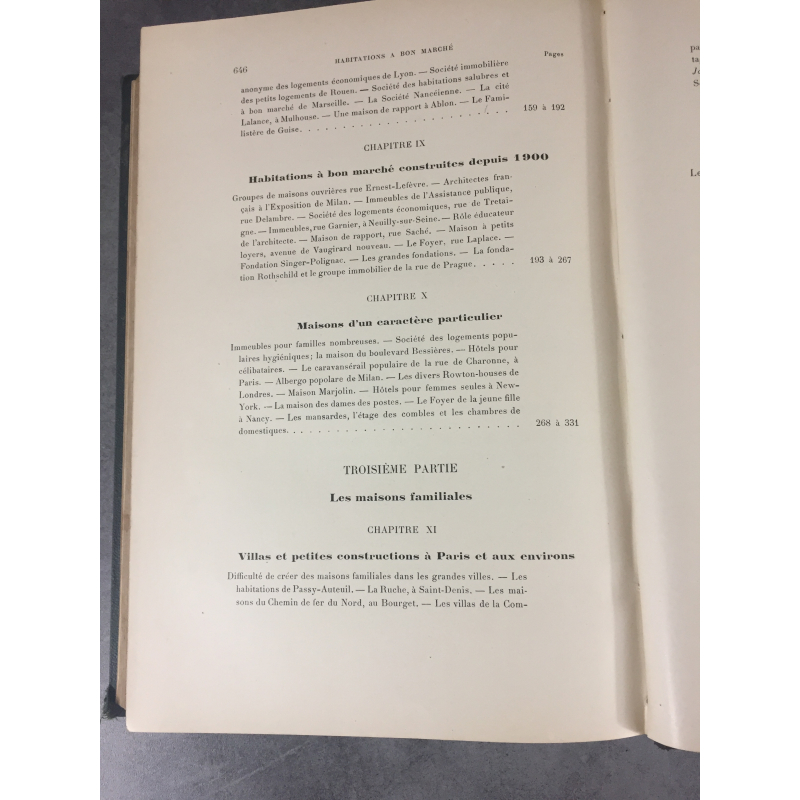 646
HABITATIONS A BON MARCHÉ
Pages
anonyme des logements économiques de Lyon. — Société immobilière
des petits logements de Rouen. — Société des habitations salubres et
à bon marché de Marseille. — La Société Nancéienne. — La cité
Lalance, à Mulhouse. — Une maison de rapport à Ablon. — Le Fami-
listère de Guise. . . . . . . . . . . . . . . . . . . . . . 159 à 192
CHAPITRE IX
Habitations à bon marché construites depuis 1900
Groupes de maisons ouvrières rue Ernest-Lefèvre. — Architectes fran-
çais à l'Exposition de Milan. — Immeubles de l'Assistance publique,
rue Delambre. — Société des logements économiques, rue de Tretai-
gne. — Immeubles, rue Garnier, à Neuilly-sur-Seine. — Rôle éducateur
de l'architecte. — Maison de rapport, rue Saché. — Maison à petits
loyers, avenue de Vaugirard nouveau. — Le Foyer, rue Laplace. —
Fondation Singer-Polignac. — Les grandes fondations. — La fonda-
tion Rothschild et le groupe immobilier de la rue de Prague. . . . . 193 à 267
CHAPITRE X
Maisons d'un caractère particulier
Immeubles pour familles nombreuses. — Société des logements popu-
laires hygiéniques; la maison du boulevard Bessières. — Hôtels pour
célibataires. — Le caravansérail populaire de la rue de Charonne, à
Paris. — Albergo popolare de Milan. — Les divers Rowton-houses de
Londres. — Maison Marjolin. — Hôtels pour femmes seules à New-
York. — La maison des dames des postes. — Le Foyer de la jeune fille
à Nancy. — Les mansardes, l'étage des combles et les chambres de
domestiques. . . . . . . . . . . . . . . . . . . . . . . . 268 à 331
TROISIÈME PARTIE
Les maisons familiales
CHAPITRE XI
Villas et petites constructions à Paris et aux environs
Difficulté de créer des maisons familiales dans les grandes villes. — Les
habitations de Passy-Auteuil. — La Ruche, à Saint-Denis. — Les mai-
sons du Chemin de fer du Nord, au Bourget. — Les villas de la Com-